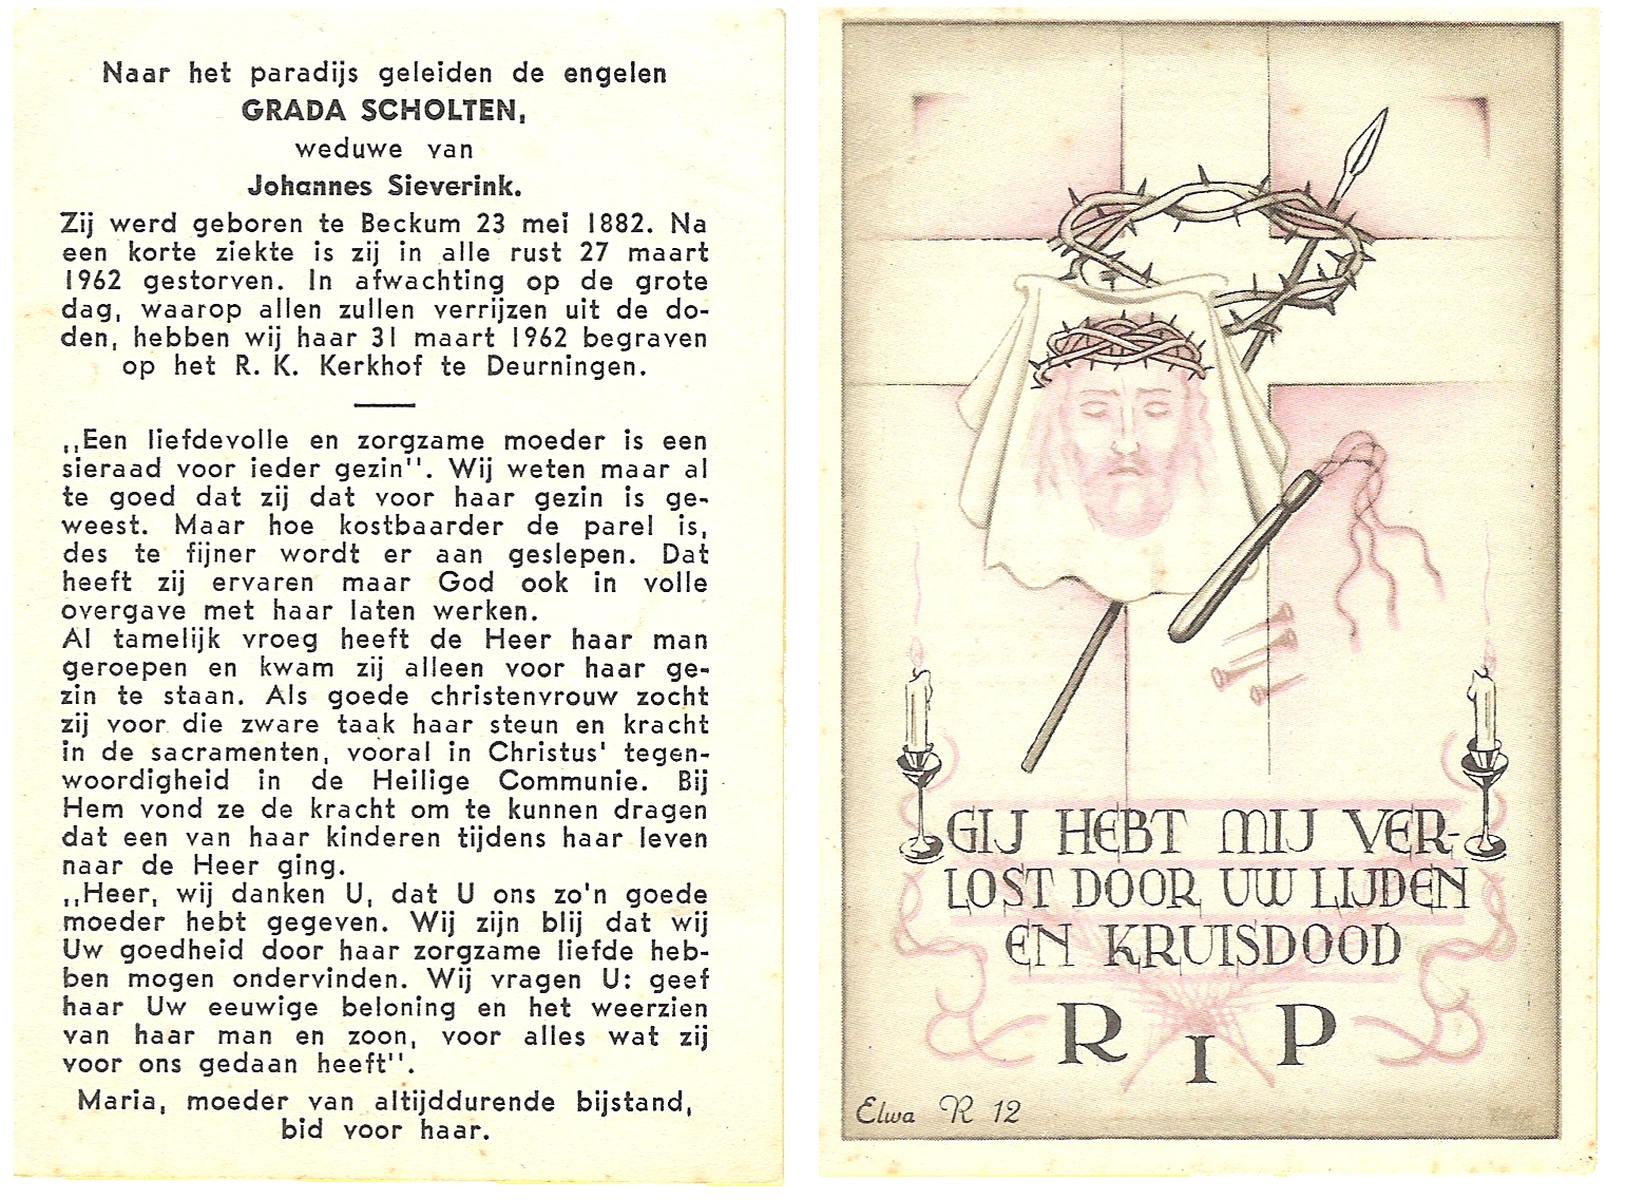 Naar het paradijs geleiden de engelen
GRADA SCHOLTEN,
weduwe van
Johannes Sieverink.
Zij werd geboren te Beckum 23 mei 1882. Na
een korte ziekte is zij in alle rust 27 maart
1962 gestorven. In afwachting op de grote
dag, waarop allen zullen verrijzen uit de do-
den, hebben wij haar 31 maart 1962 begraven
op het R. K. Kerkhof te Deurningen.
,,Een liefdevolle en zorgzame moeder is een
sieraad voor ieder gezin''. Wij weten maar al
te goed dat zij dat voor haar gezin is ge-
weest. Maar hoe kostbaarder de parel is,
des te fijner wordt er aan geslepen. Dat
heeft zij ervaren maar God ook in volle
overgave met haar laten werken.
Al tamelijk vroeg heeft de Heer haar man
geroepen en kwam zij alleen voor haar ge-
zin te staan. Als goede christenvrouw zocht
zij voor die zware taak haar steun en kracht
in de sacramenten, vooral in Christus' tegen-
woordigheid in de Heilige Communie. Bij
Hem vond ze de kracht om te kunnen dragen
dat een van haar kinderen tijdens haar leven
naar de Heer ging.
,,Heer, wij danken U, dat U ons zo'n goede
moeder hebt gegeven. Wij zijn blij dat wij
Uw goedheid door haar zorgzame liefde heb-
ben mogen ondervinden. Wij vragen U: geef
haar Uw eeuwige beloning en het weerzien
van haar man en zoon, voor alles wat zij
voor ons gedaan heeft''.
Maria, moeder van altijddurende bijstand,
bid voor haar.
GIJ HEBT MIJ VER-
LOST DOOR UW LIJDEN
EN KRUISDOOD
R I P
Elwa R 12